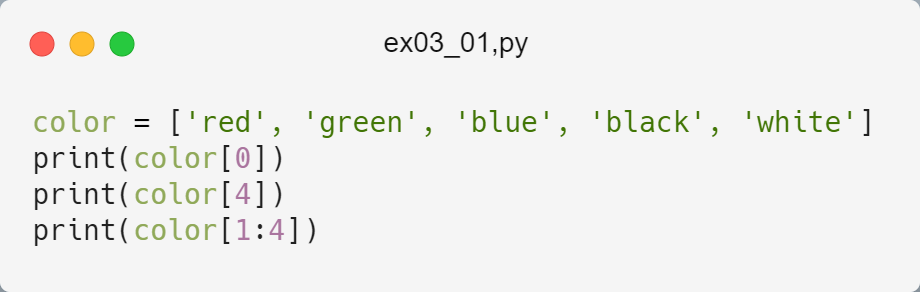 ex03_01,py
color = ['red', 'green', 'blue', 'black', 'white']
print(color[0])
print(color[4])
print(color[1:4])